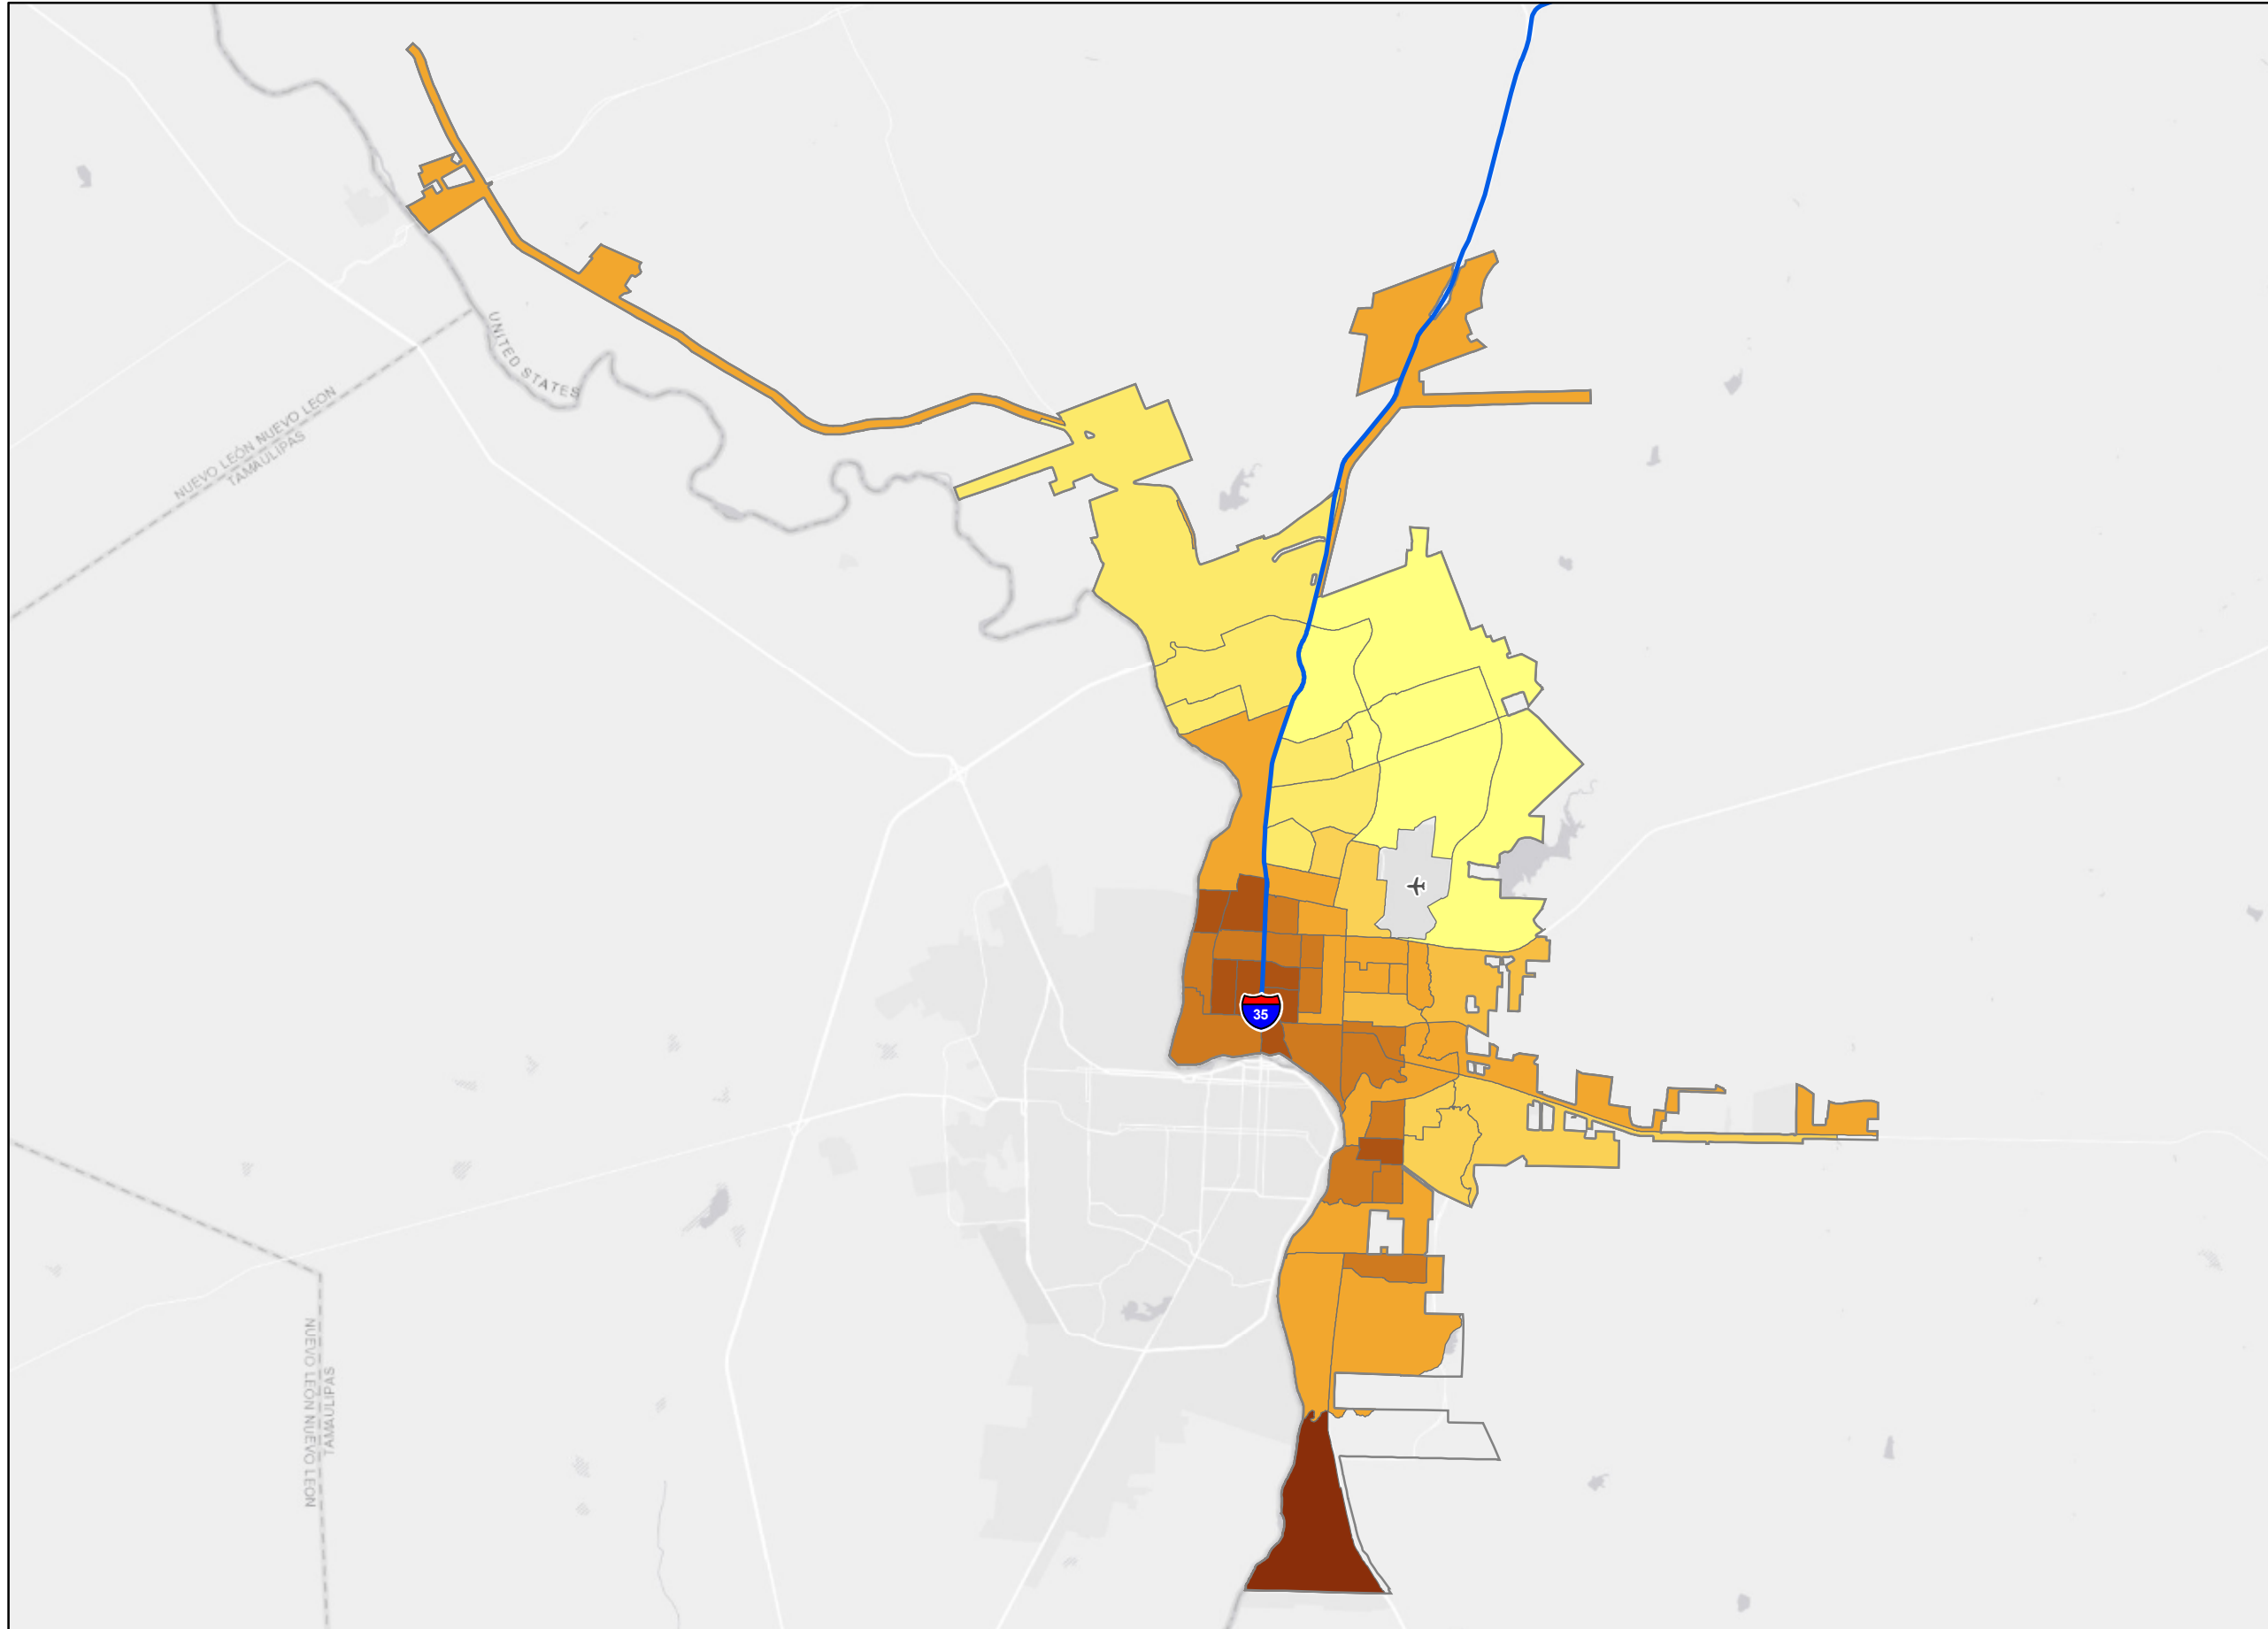 UNITED STATES
NUEVO LEÓN NUEVO LEON
TAMAULIPAS
35
NUEVO LEON NUEVO LEON
TAMAULIPAS